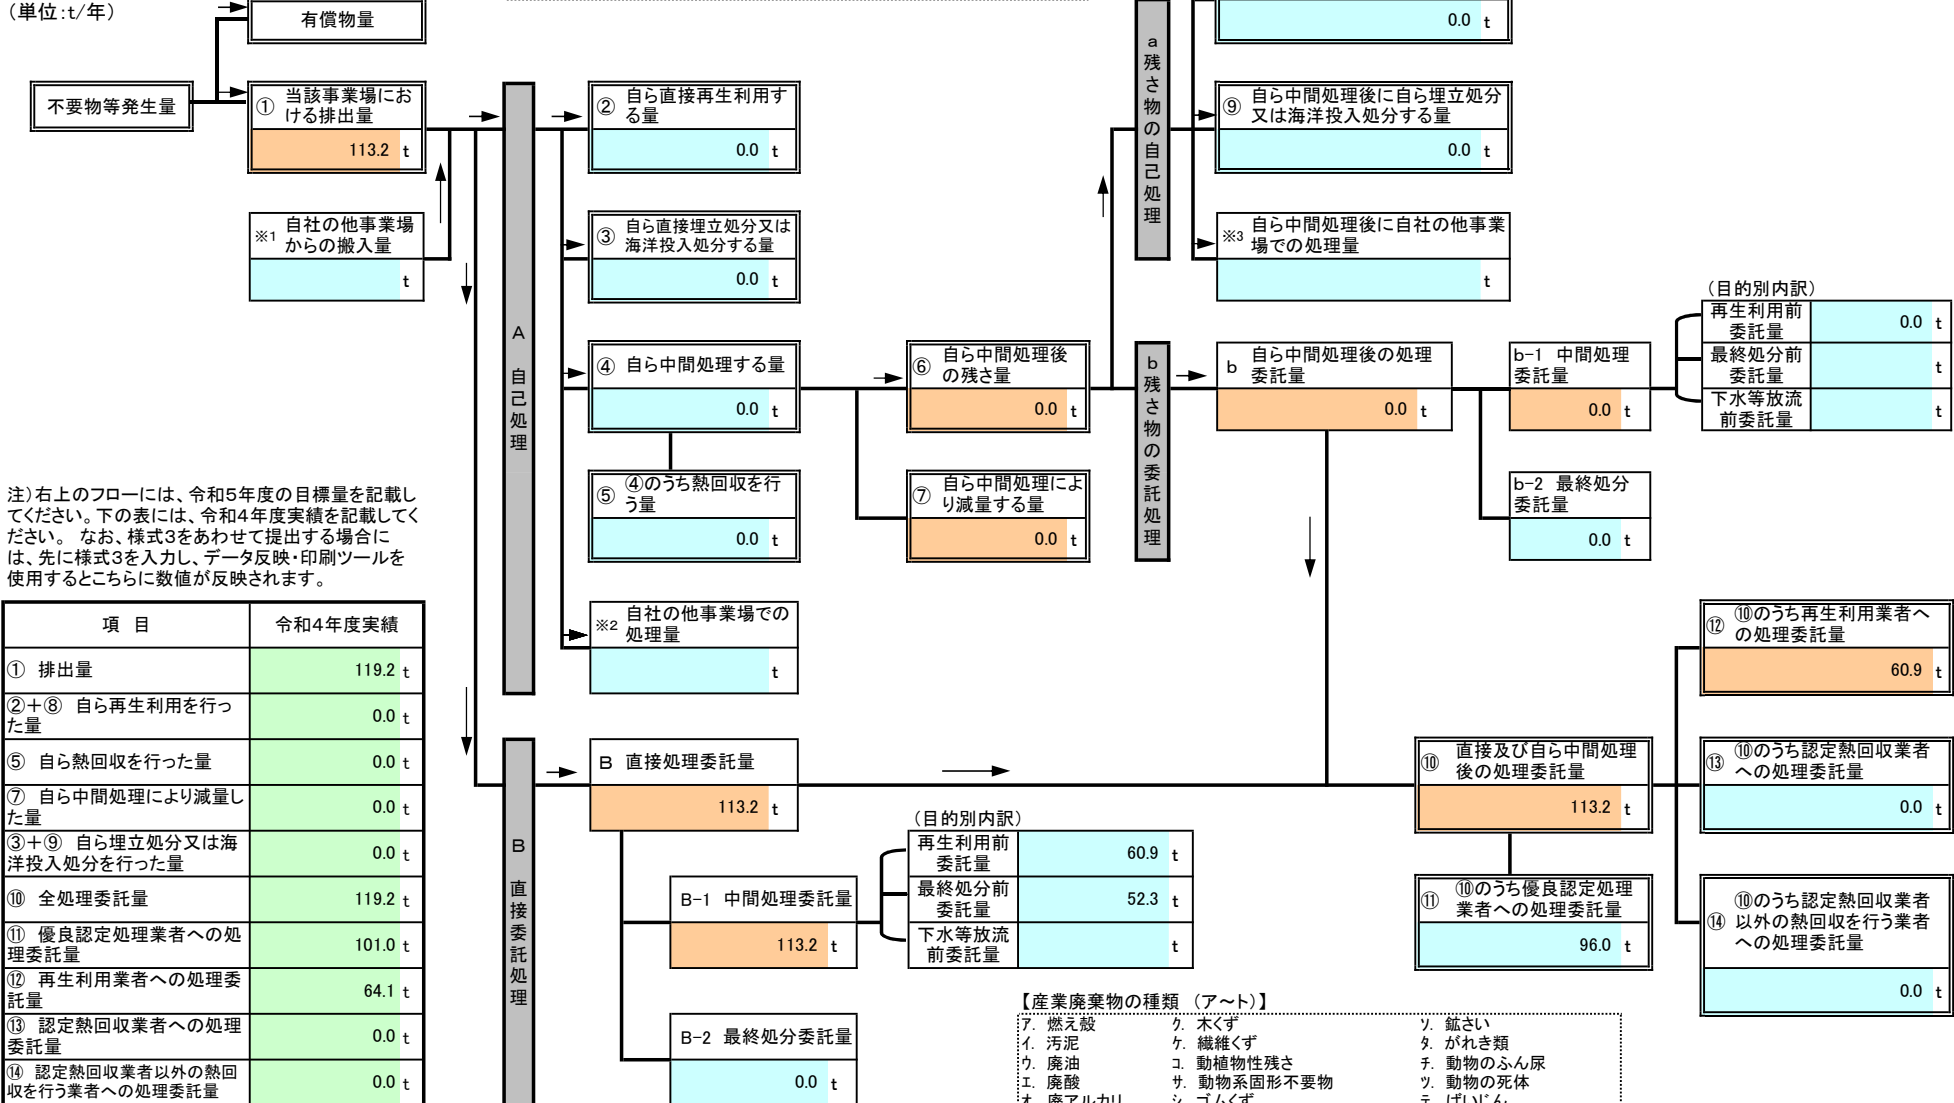 （単位：t/年）
有償物量
0.0 t
不要物等発生量
① 当該事業場にお
ける排出量
113.2 t
※1 自社の他事業場
からの搬入量
t
A 自己処理
② 自ら直接再生利用す
る量
0.0 t
③ 自ら直接埋立処分又は
海洋投入処分する量
0.0 t
④ 自ら中間処理する量
0.0 t
⑤ ④のうち熱回収を行
う量
0.0 t
※2 自社の他事業場での
処理量
t
⑥ 自ら中間処理後
の残さ量
0.0 t
⑦ 自ら中間処理によ
り減量する量
0.0 t
a 残さ物の自己処理
⑨ 自ら中間処理後に自ら埋立処分
又は海洋投入処分する量
0.0 t
※3 自ら中間処理後に自社の他事業
場での処理量
t
b 残さ物の委託処理
b 自ら中間処理後の処理
委託量
0.0 t
b-1 中間処理
委託量
0.0 t
（目的別内訳）
再生利用前
委託量
0.0 t
最終処分前
委託量
t
下水等放流
前委託量
t
b-2 最終処分
委託量
0.0 t
注）右上のフローには、令和5年度の目標量を記載し
てください。下の表には、令和4年度実績を記載してく
ださい。 なお、様式3をあわせて提出する場合に
は、先に様式3を入力し、データ反映・印刷ツールを
使用するとこちらに数値が反映されます。
項 目 令和4年度実績
① 排出量 119.2 t
②＋⑧ 自ら再生利用を行っ
た量 0.0 t
⑤ 自ら熱回収を行った量 0.0 t
⑦ 自ら中間処理により減量し
た量 0.0 t
③＋⑨ 自ら埋立処分又は海
洋投入処分を行った量 0.0 t
⑩ 全処理委託量 119.2 t
⑪ 優良認定処理業者への処
理委託量 101.0 t
⑫ 再生利用業者への処理委
託量 64.1 t
⑬ 認定熱回収業者への処理
委託量 0.0 t
⑭ 認定熱回収業者以外の熱回
収を行う業者への処理委託量 0.0 t
B 直接委託処理
B 直接処理委託量
113.2 t
B-1 中間処理委託量
113.2 t
（目的別内訳）
再生利用前
委託量
60.9 t
最終処分前
委託量
52.3 t
下水等放流
前委託量
t
B-2 最終処分委託量
0.0 t
⑩ 直接及び自ら中間処理
後の処理委託量
113.2 t
⑪ ⑩のうち優良認定処理
業者への処理委託量
96.0 t
⑫ ⑩のうち再生利用業者へ
の処理委託量
60.9 t
⑬ ⑩のうち認定熱回収業者
への処理委託量
0.0 t
⑭ ⑩のうち認定熱回収業者
以外の熱回収を行う業者
への処理委託量
0.0 t
【産業廃棄物の種類 （ア～ト）】
ア. 燃え殻 ク. 木くず ソ. 鉱さい
イ. 汚泥 ケ. 繊維くず タ. がれき類
ウ. 廃油 コ. 動植物性残さ チ. 動物のふん尿
エ. 廃酸 サ. 動物系固形不要物 ツ. 動物の死体
オ. 廃アルカリ シ. ゴムくず テ. ばいじん